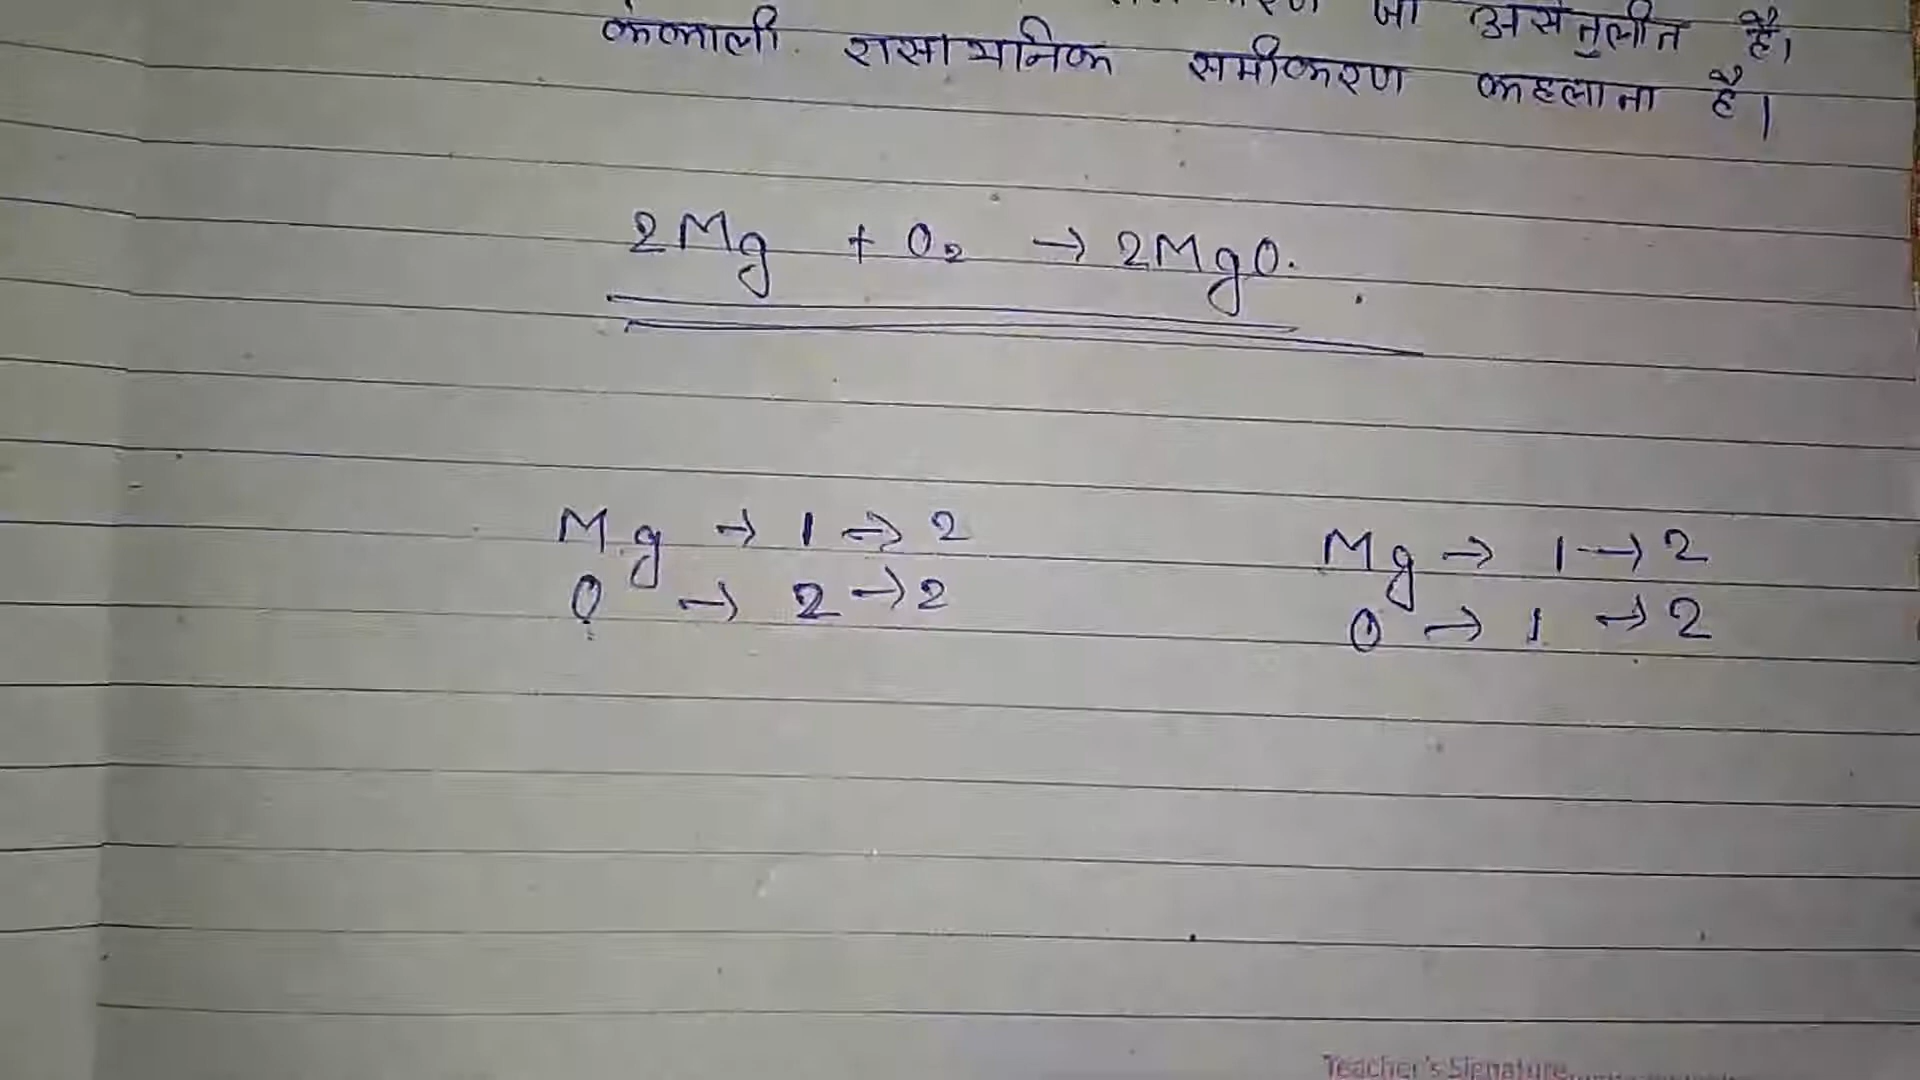 जो असंतुलीत है।
कंकाली रासायनिक समीकरण कहलाता है।
2Mg + O₂ → 2MgO.
Mg → 1 → 2 Mg → 1 → 2
O → 2 → 2 O → 1 → 2
Teacher's Signature